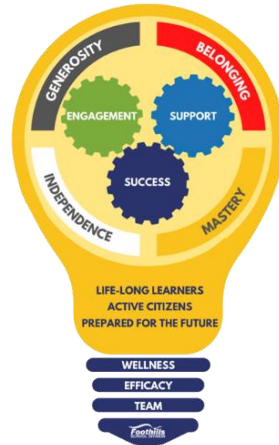 GENEROSITY
BELONGING
ENGAGEMENT
SUPPORT
SUCCESS
INDEPENDENCE
MASTERY
LIFE-LONG LEARNERS
ACTIVE CITIZENS
PREPARED FOR THE FUTURE
WELLNESS
EFFICACY
TEAM
Foothills